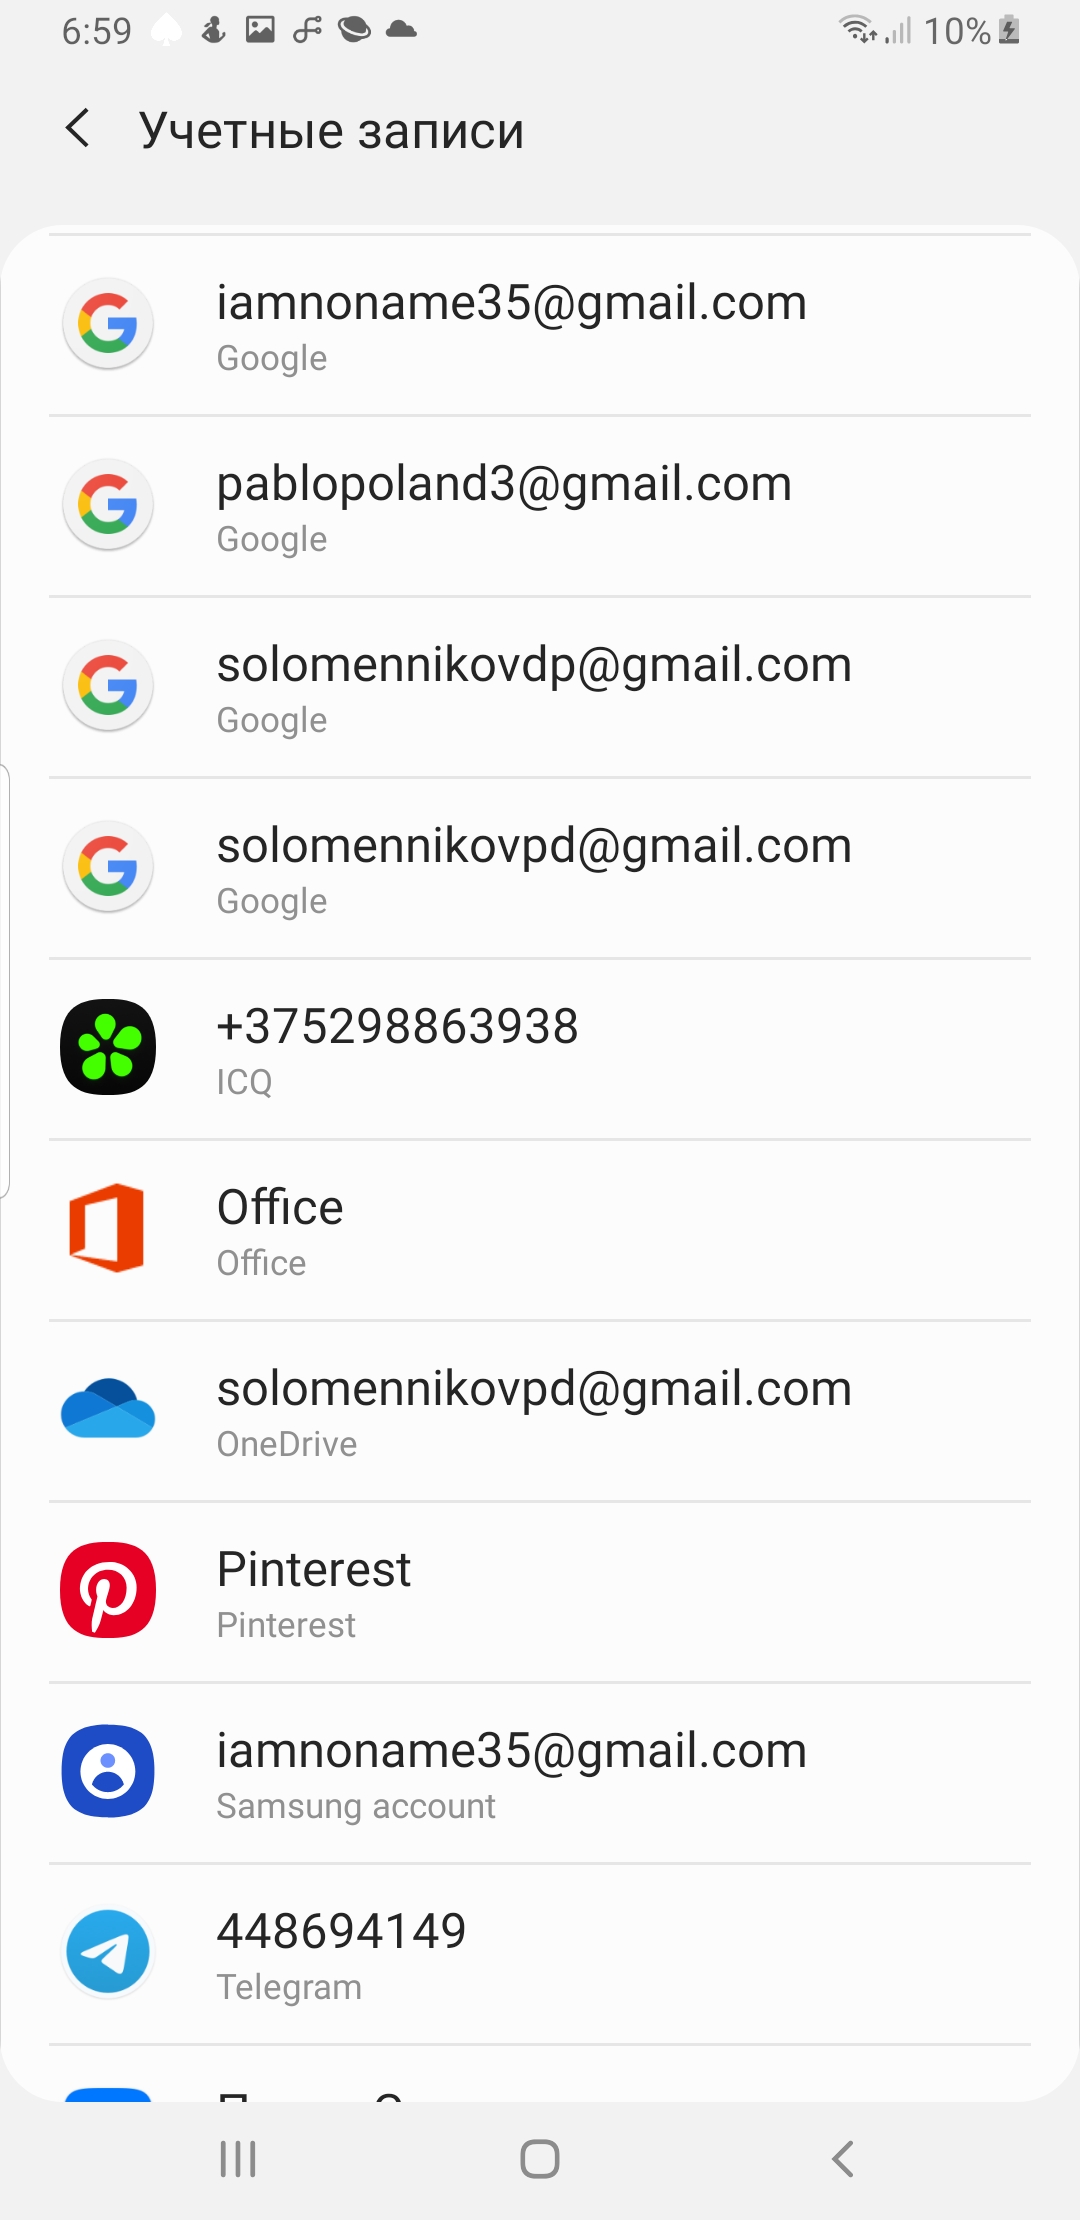 6:59
10%
Учетные записи
iamnoname35@gmail.com
Google
pablopoland3@gmail.com
Google
solomennikovdp@gmail.com
Google
solomennikovpd@gmail.com
Google
+375298863938
ICQ
Office
Office
solomennikovpd@gmail.com
OneDrive
Pinterest
Pinterest
iamnoname35@gmail.com
Samsung account
448694149
Telegram